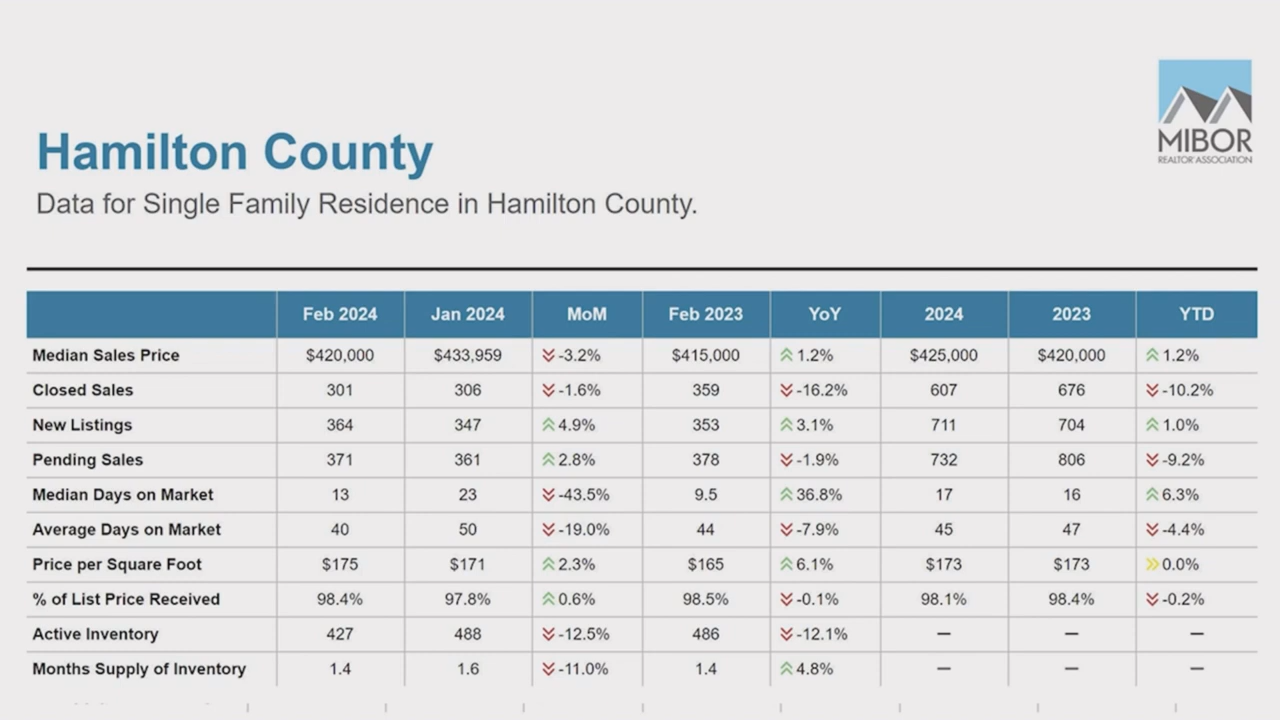 MIBOR
REALTOR ASSOCIATION
Hamilton County
Data for Single Family Residence in Hamilton County.
Feb 2024 Jan 2024 MoM Feb 2023 YoY 2024 2023 YTD
Median Sales Price $420,000 $433,959 -3.2% $415,000 1.2% $425,000 $420,000 1.2%
Closed Sales 301 306 -1.6% 359 -16.2% 607 676 -10.2%
New Listings 364 347 4.9% 353 3.1% 711 704 1.0%
Pending Sales 371 361 2.8% 378 -1.9% 732 806 -9.2%
Median Days on Market 13 23 -43.5% 9.5 36.8% 17 16 6.3%
Average Days on Market 40 50 -19.0% 44 -7.9% 45 47 -4.4%
Price per Square Foot $175 $171 2.3% $165 6.1% $173 $173 0.0%
% of List Price Received 98.4% 97.8% 0.6% 98.5% -0.1% 98.1% 98.4% -0.2%
Active Inventory 427 488 -12.5% 486 -12.1% — — —
Months Supply of Inventory 1.4 1.6 -11.0% 1.4 4.8% — — —